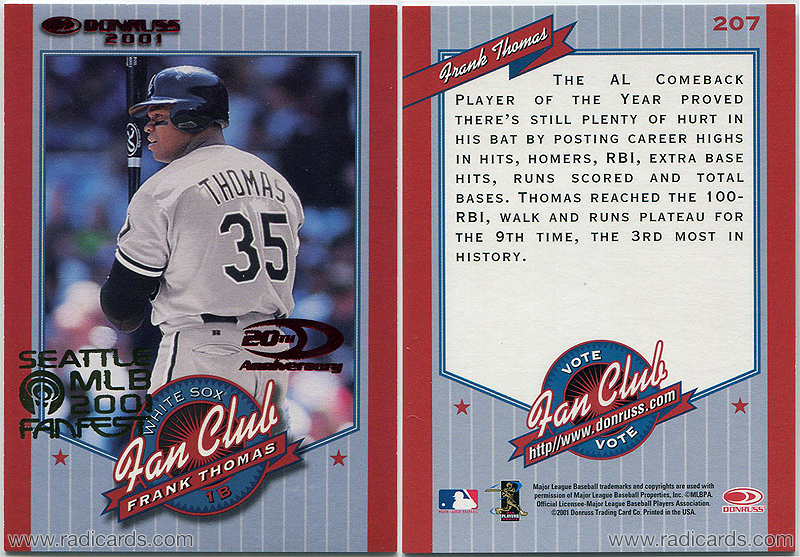 DONRUSS
2001
THOMAS
35
20TH
Anniversary
SEATTLE
MLB
2001
FANFEST
WHITE SOX
Fan Club
FRANK THOMAS
1B
www.radicards.com
207
Frank Thomas
THE AL COMEBACK
PLAYER OF THE YEAR PROVED
THERE'S STILL PLENTY OF HURT IN
HIS BAT BY POSTING CAREER HIGHS
IN HITS, HOMERS, RBI, EXTRA BASE
HITS, RUNS SCORED AND TOTAL
BASES. THOMAS REACHED THE 100-
RBI, WALK AND RUNS PLATEAU FOR
THE 9TH TIME, THE 3RD MOST IN
HISTORY.
VOTE
Fan Club
http//www.donruss.com
VOTE
Major League Baseball trademarks and copyrights are used with
permission of Major League Baseball Properties, Inc. ©MLBPA.
Official Licensee-Major League Baseball Players Association.
©2001 Donruss Trading Card Co. Printed in the USA.
PLAYERS
DONRUSS
www.radicards.com